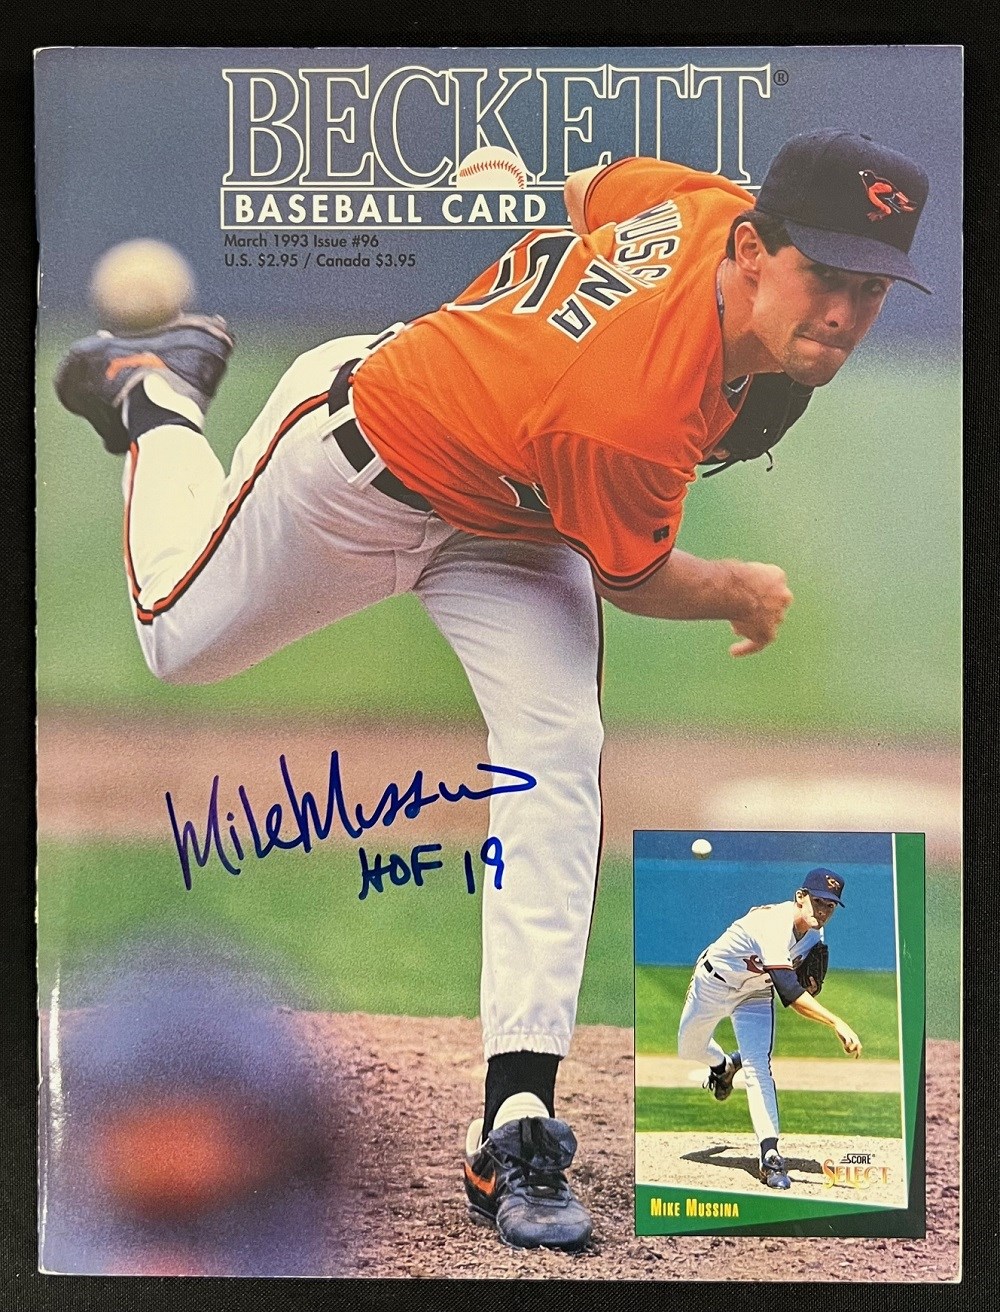 BECKETT®
BASEBALL CARD
March 1993 Issue #96
U.S. $2.95 / Canada $3.95
MUSSINA
Mike Mussina
HOF 19
SCORE®
SELECT
MIKE MUSSINA